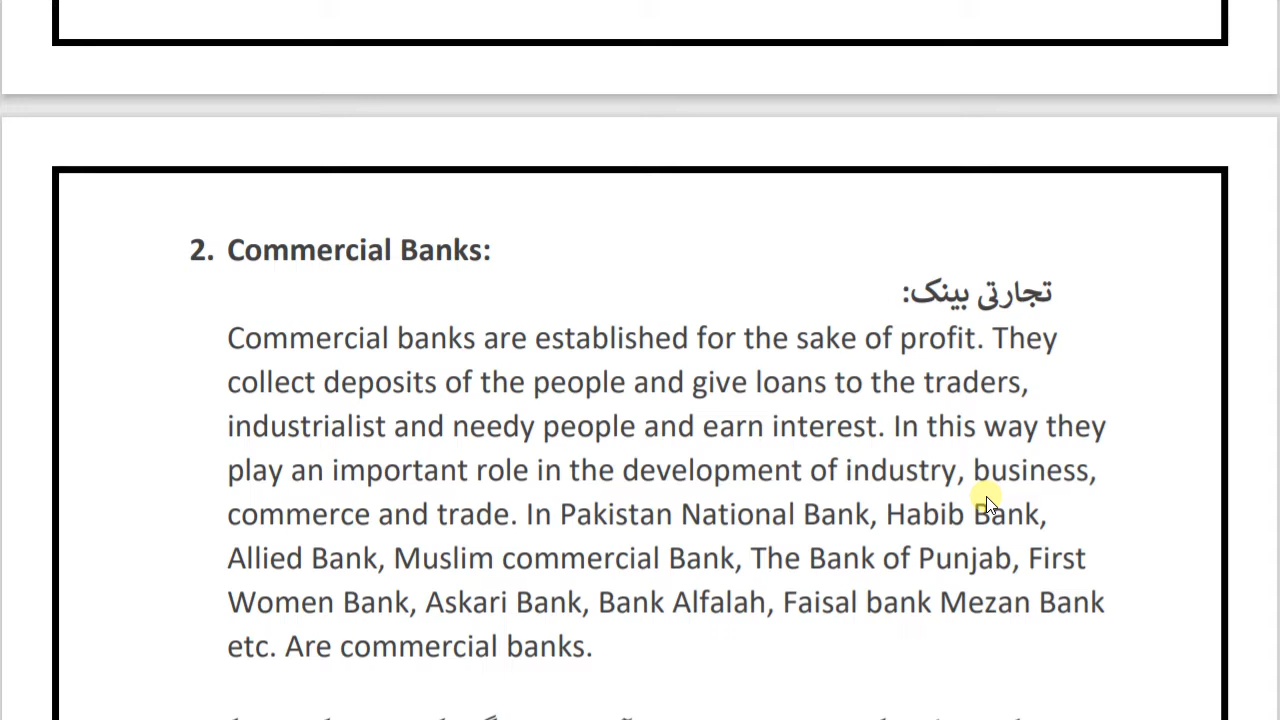 2. Commercial Banks:
تجارتی بینک:
Commercial banks are established for the sake of profit. They
collect deposits of the people and give loans to the traders,
industrialist and needy people and earn interest. In this way they
play an important role in the development of industry, business,
commerce and trade. In Pakistan National Bank, Habib Bank,
Allied Bank, Muslim commercial Bank, The Bank of Punjab, First
Women Bank, Askari Bank, Bank Alfalah, Faisal bank Mezan Bank
etc. Are commercial banks.